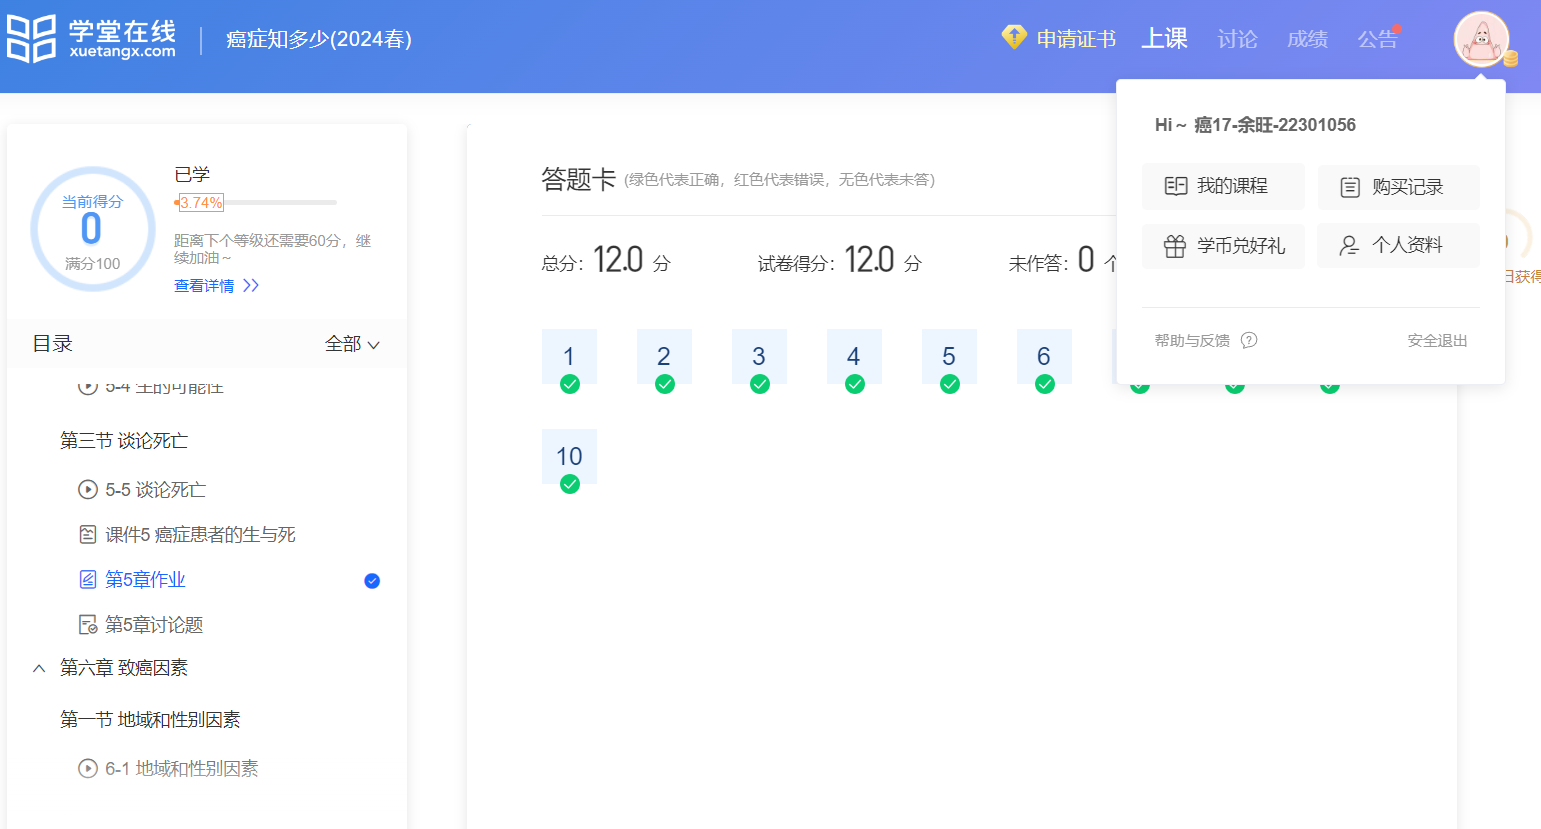 学堂在线
xuetangx.com
癌症知多少(2024春)
申请证书
上课
讨论
成绩
公告
Hi ~ 癌17-余旺-22301056
我的课程
购买记录
学币兑好礼
个人资料
帮助与反馈
安全退出
当前得分
0
满分100
已学
3.74%
距离下个等级还需要60分，继
续加油～
查看详情
目录
全部
5-4 生的可能性
第三节 谈论死亡
5-5 谈论死亡
课件5 癌症患者的生与死
第5章作业
第5章讨论题
第六章 致癌因素
第一节 地域和性别因素
6-1 地域和性别因素
答题卡 (绿色代表正确，红色代表错误，无色代表未答)
总分： 12.0 分
试卷得分： 12.0 分
未作答： 0 个
日获得
1
2
3
4
5
6
10